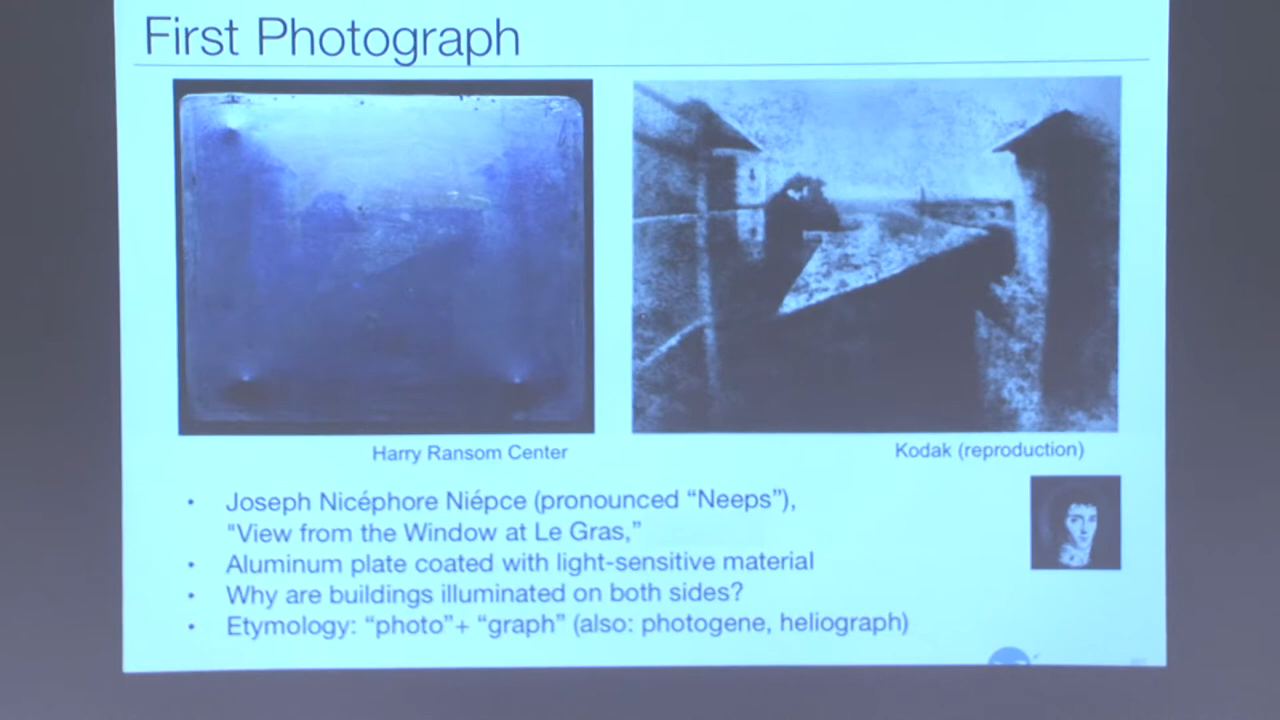 First Photograph
Harry Ransom Center
Kodak (reproduction)
• Joseph Nicéphore Niépce (pronounced “Neeps”),
"View from the Window at Le Gras,”
• Aluminum plate coated with light-sensitive material
• Why are buildings illuminated on both sides?
• Etymology: “photo”+ “graph” (also: photogene, heliograph)